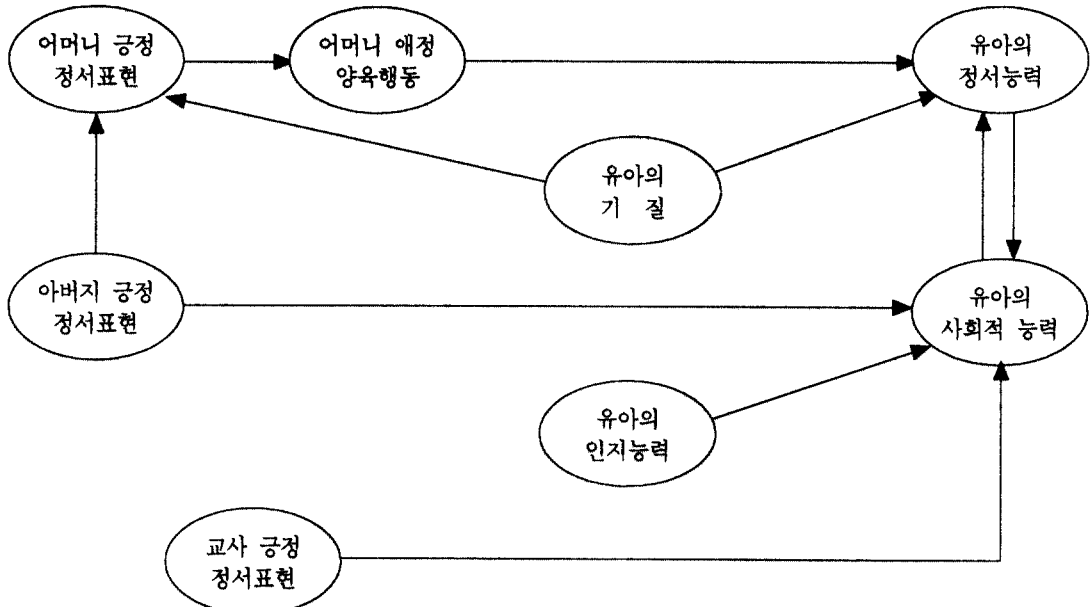 어머니 긍정
정서표현
어머니 애정
양육행동
유아의
정서능력
유아의
기 질
아버지 긍정
정서표현
유아의
사회적 능력
유아의
인지능력
교사 긍정
정서표현